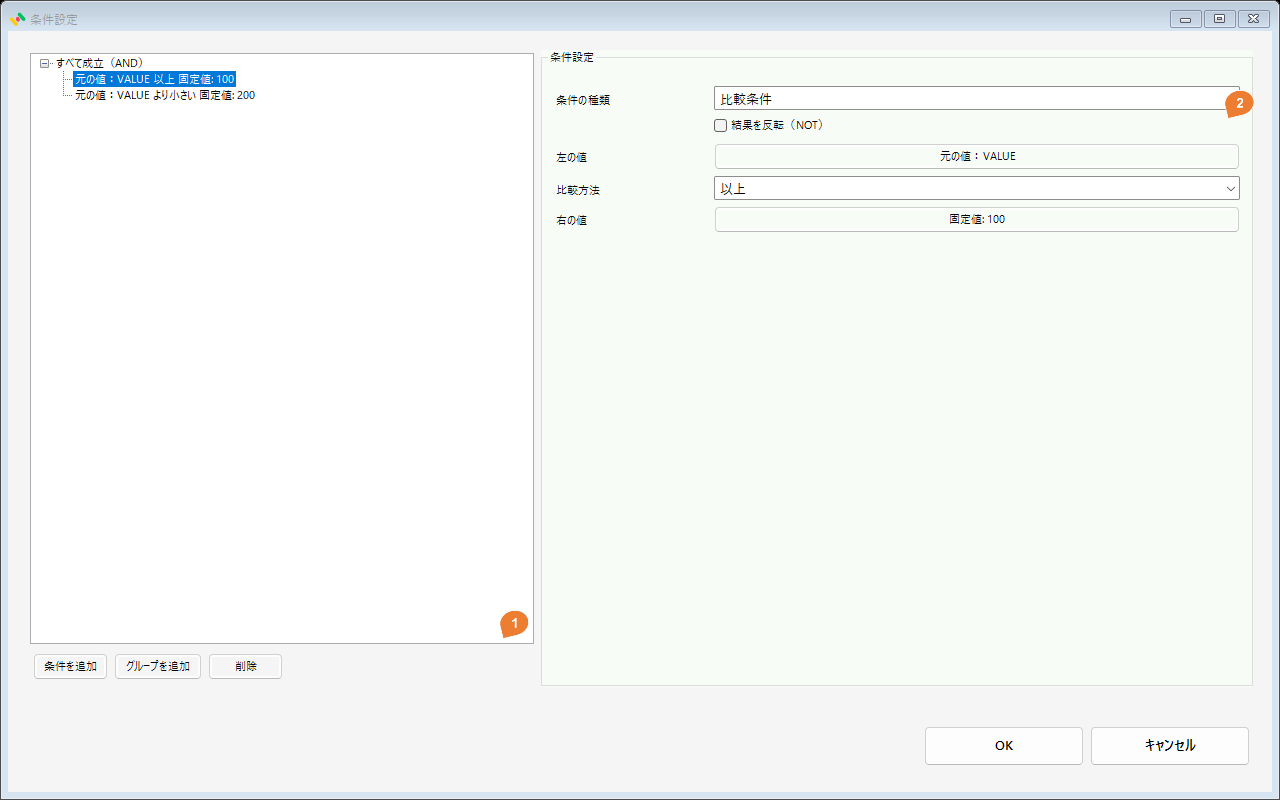 条件設定
すべて成立（AND）
元の値：VALUE 以上 固定値: 100
元の値：VALUE より小さい 固定値: 200
1
条件を追加
グループを追加
削除
条件設定
条件の種類
比較条件
2
結果を反転（NOT）
左の値
元の値：VALUE
比較方法
以上
右の値
固定値: 100
OK
キャンセル